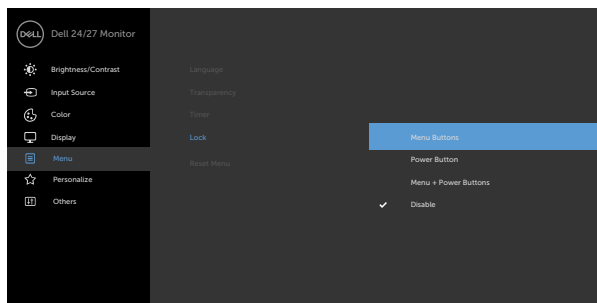 DELL Dell 24/27 Monitor
Brightness/Contrast
Input Source
Color
Display
Menu
Personalize
Others
Language
Transparency
Timer
Lock
Reset Menu
Menu Buttons
Power Button
Menu + Power Buttons
Disable